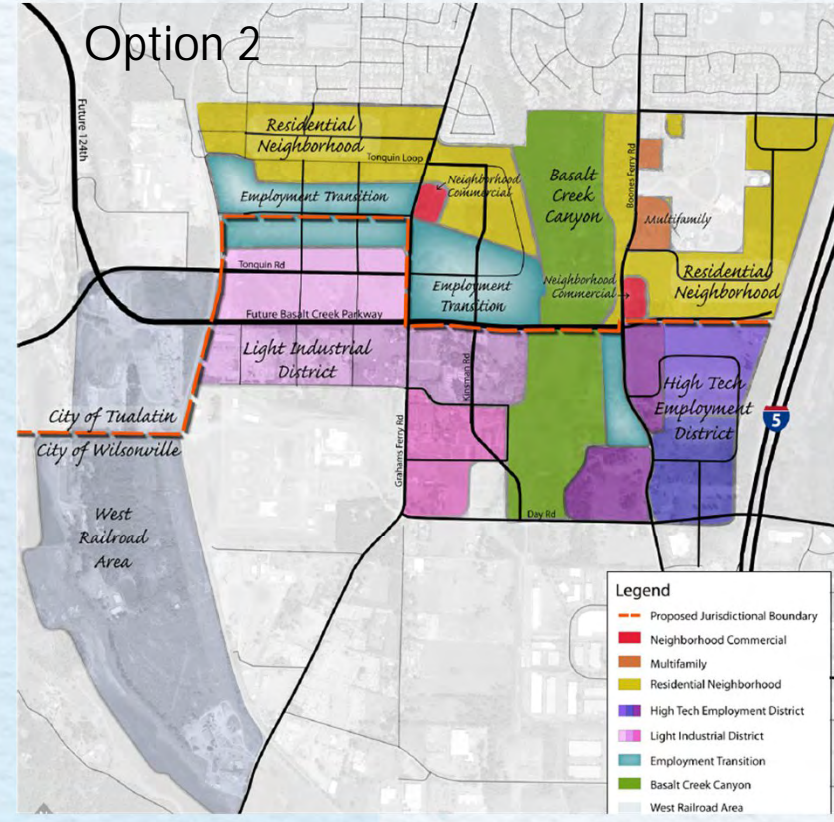 Option 2
Future 124th
Residential
Neighborhood
Tonquin Loop
Employment Transition
Neighborhood
Commercial
Basalt
Creek
Canyon
Boones Ferry Rd
Multifamily
Tonquin Rd
Employment
Transition
Neighborhood
Commercial
Residential
Neighborhood
Future Basalt Creek Parkway
Light Industrial
District
Kinsman Rd
High Tech
Employment
District
5
City of Tualatin
City of Wilsonville
Grahams Ferry Rd
West
Railroad
Area
Day Rd
Legend
Proposed Jurisdictional Boundary
Neighborhood Commercial
Multifamily
Residential Neighborhood
High Tech Employment District
Light Industrial District
Employment Transition
Basalt Creek Canyon
West Railroad Area